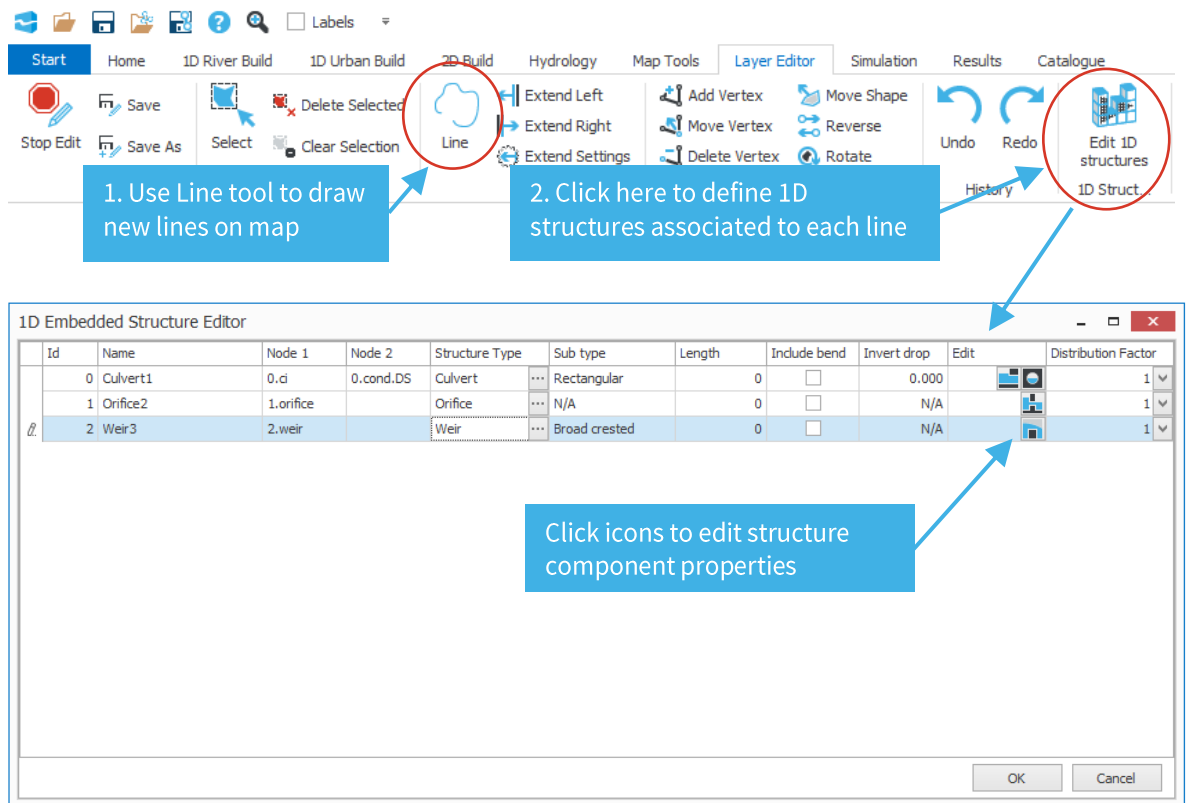 Labels
Start Home 1D River Build 1D Urban Build 2D Build Hydrology Map Tools Layer Editor Simulation Results Catalogue
Stop Edit
Save
Save As
Select
Delete Selected
Clear Selection
Line
Extend Left
Extend Right
Extend Settings
Add Vertex
Move Vertex
Delete Vertex
Move Shape
Reverse
Rotate
Undo
Redo
History
Edit 1D
structures
1D Struct...
1. Use Line tool to draw
new lines on map
2. Click here to define 1D
structures associated to each line
1D Embedded Structure Editor
Id Name Node 1 Node 2 Structure Type Sub type Length Include bend Invert drop Edit Distribution Factor
0 Culvert1 0.ci 0.cond.DS Culvert ... Rectangular 0 0.000 1
1 Orifice2 1.orifice Orifice ... N/A 0 N/A 1
2 Weir3 2.weir Weir ... Broad crested 0 N/A 1
Click icons to edit structure
component properties
OK Cancel